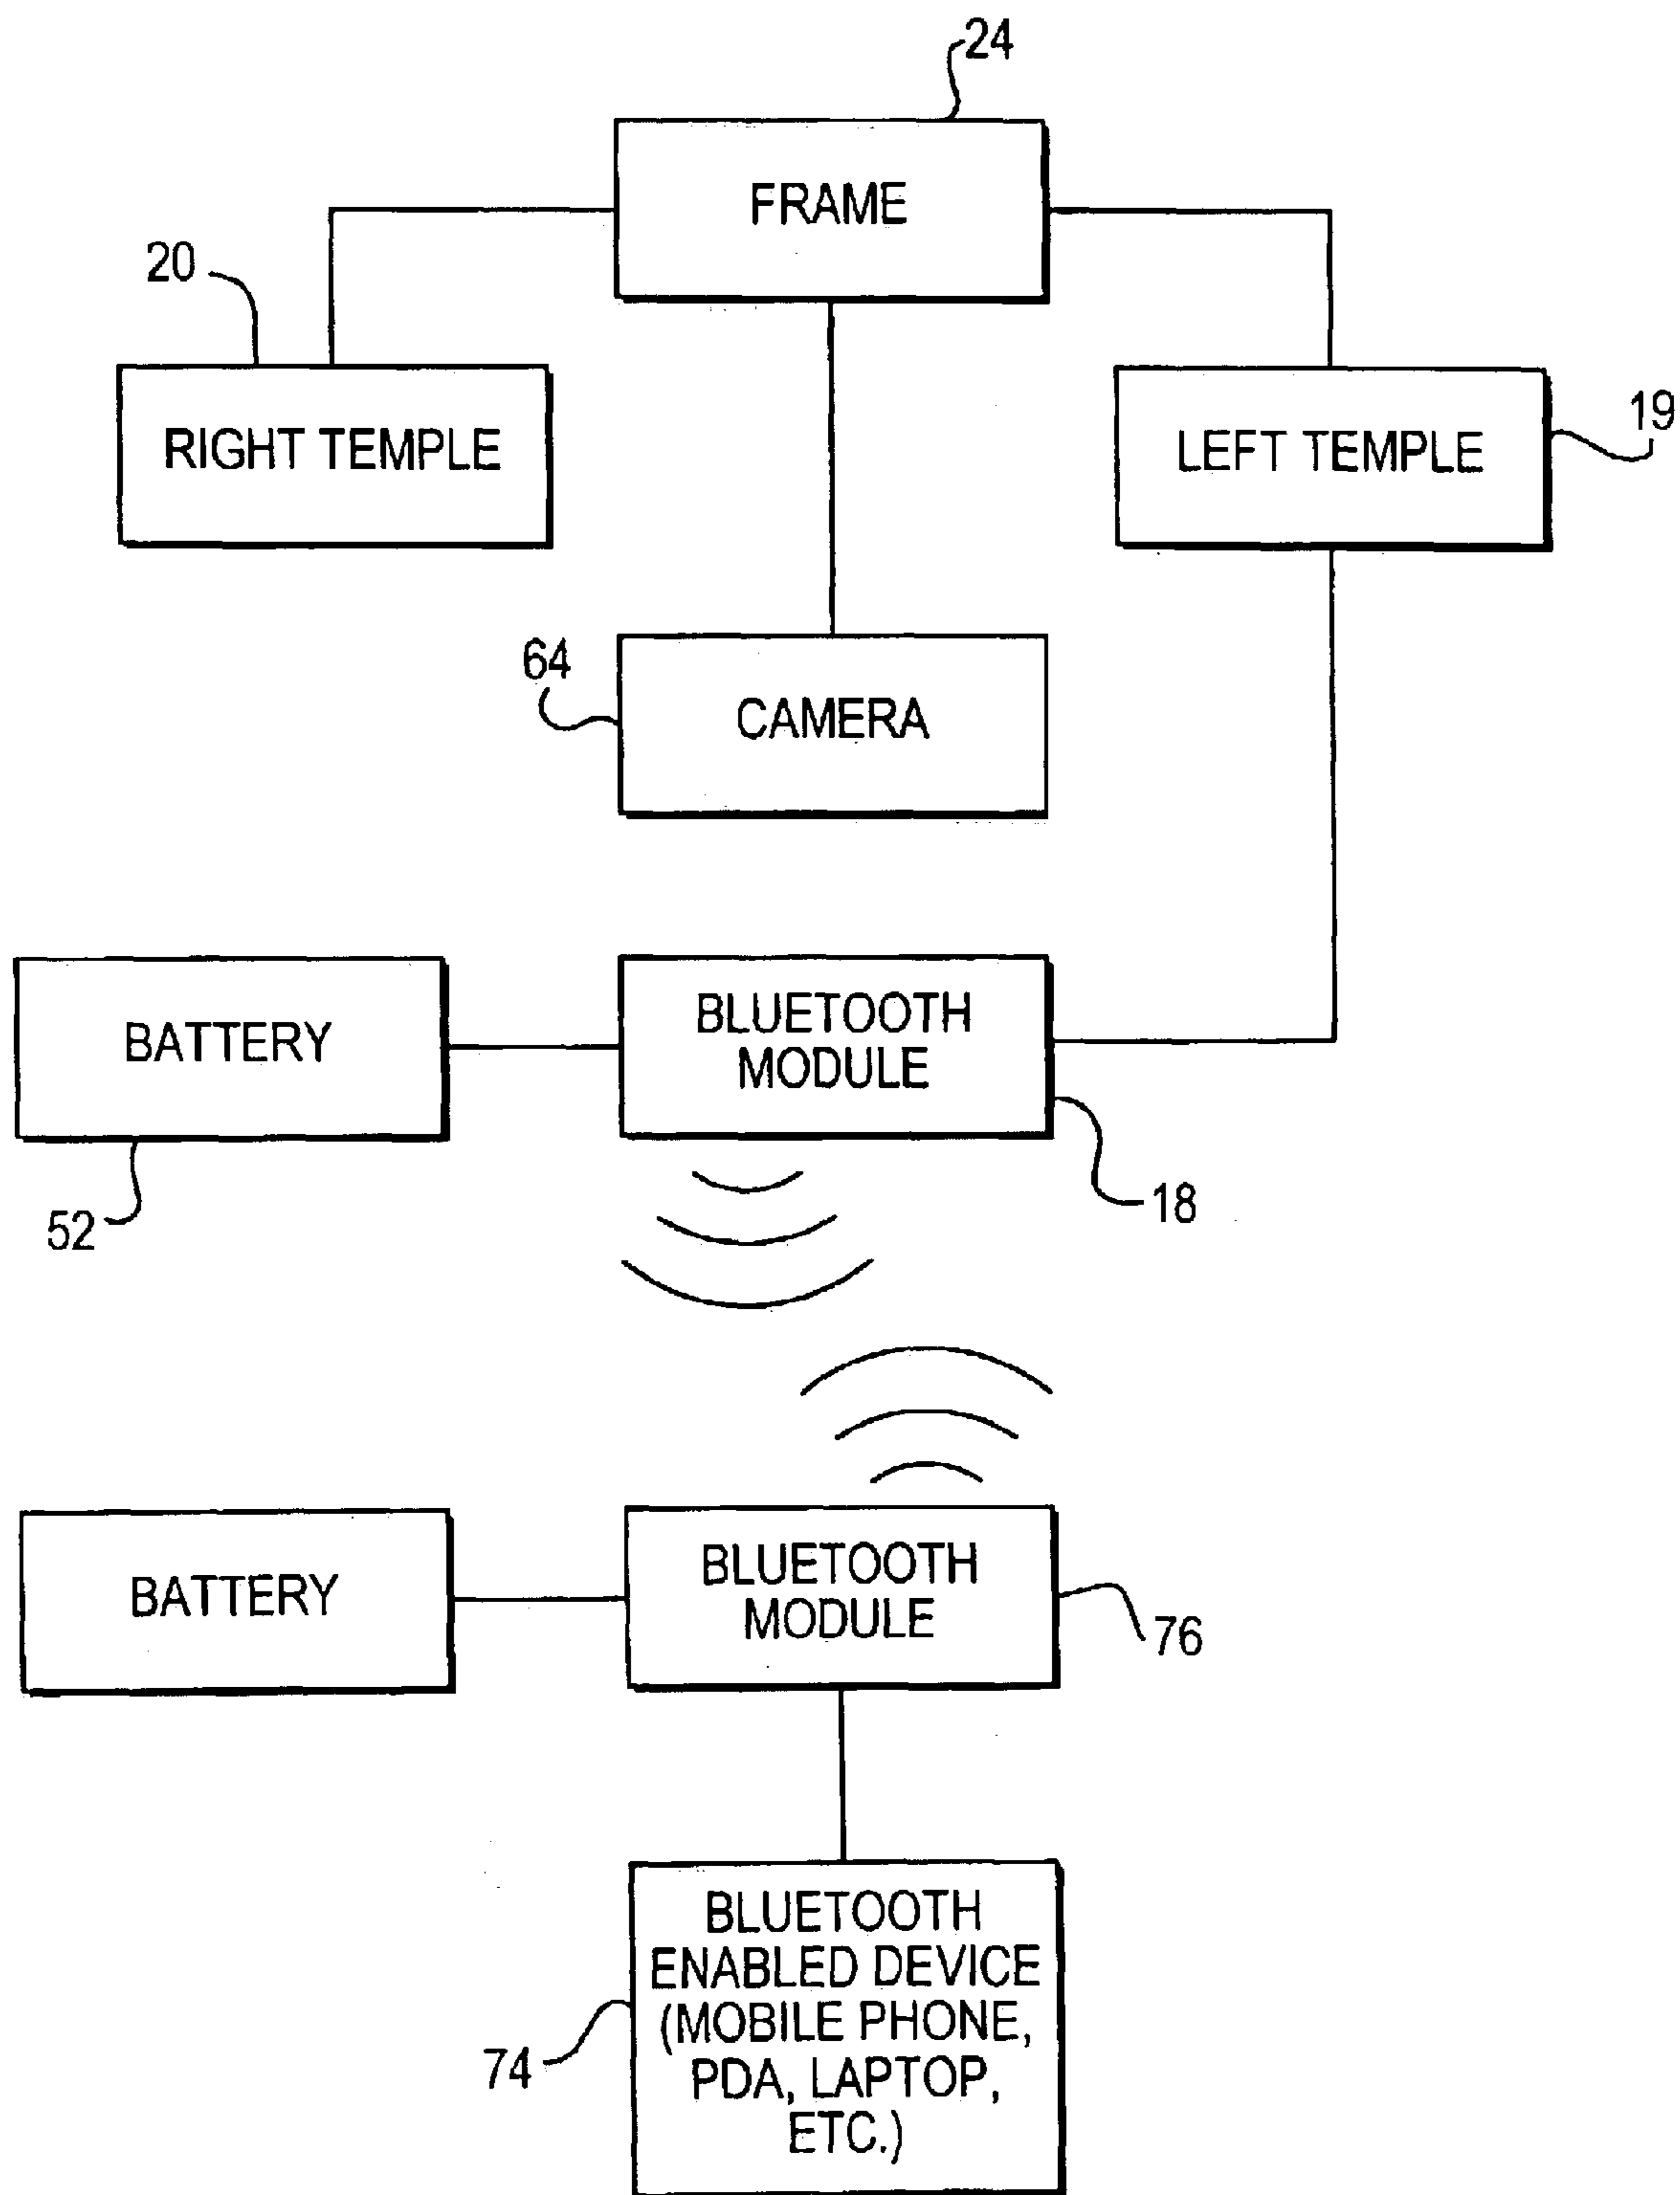 24
FRAME
20
RIGHT TEMPLE
LEFT TEMPLE
19
64
CAMERA
BATTERY
BLUETOOTH
MODULE
52
18
BATTERY
BLUETOOTH
MODULE
76
BLUETOOTH
ENABLED DEVICE
(MOBILE PHONE,
PDA, LAPTOP,
ETC.)
74